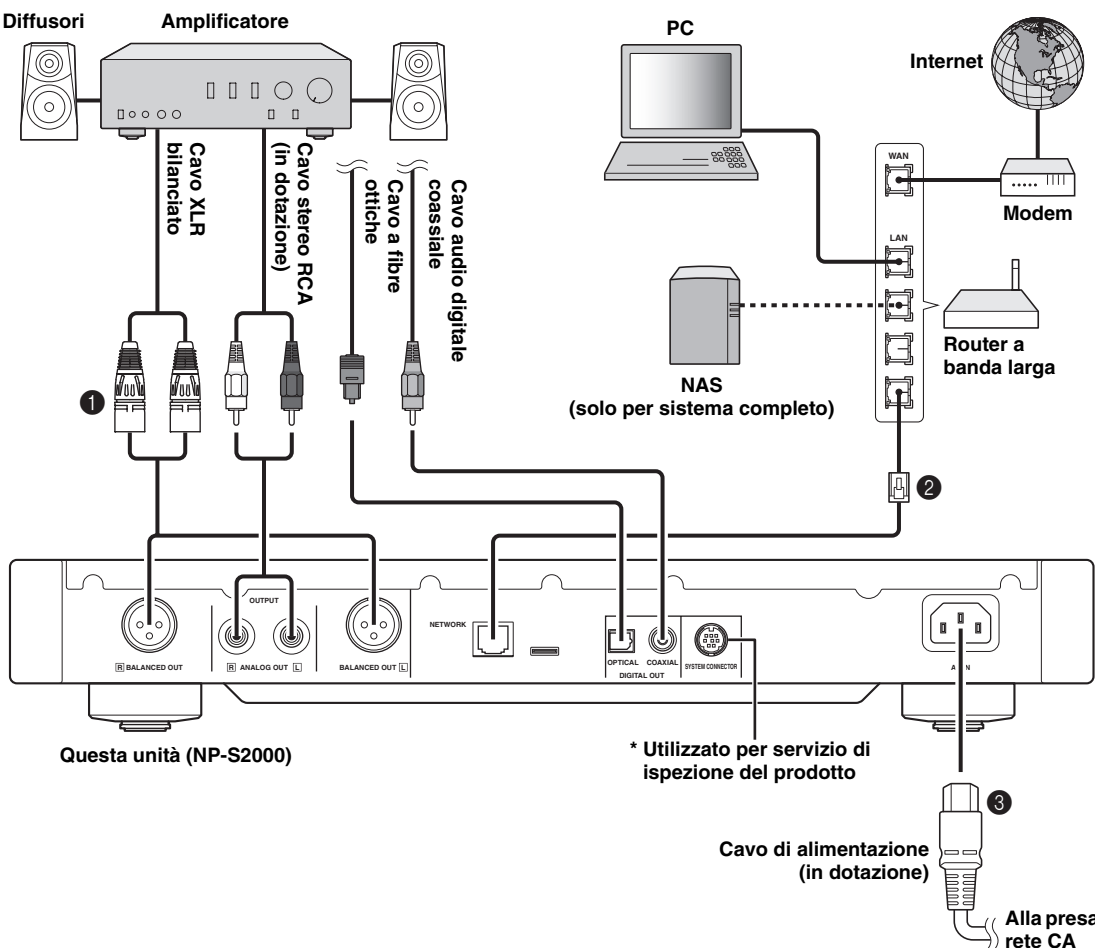 Diffusori
Amplificatore
PC
Internet
WAN
Modem
LAN
Cavo XLR
bilanciato
Cavo stereo RCA
(in dotazione)
Cavo a fibre
ottiche
Cavo audio digitale
coassiale
Router a
banda larga
NAS
(solo per sistema completo)
1
2
OUTPUT
NETWORK
R BALANCED OUT
R ANALOG OUT L
BALANCED OUT L
OPTICAL COAXIAL
DIGITAL OUT
SYSTEM CONNECTOR
Questa unità (NP-S2000)
* Utilizzato per servizio di
ispezione del prodotto
3
Cavo di alimentazione
(in dotazione)
Alla presa
rete CA